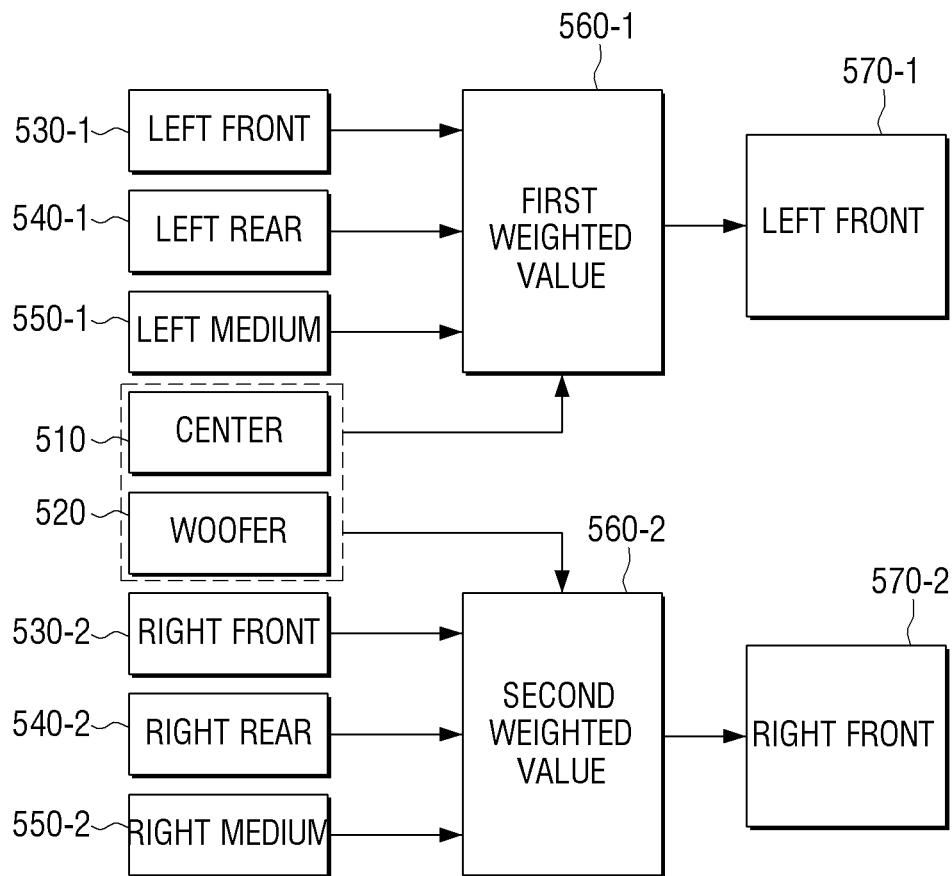 560-1
570-1
530-1
LEFT FRONT
540-1
LEFT REAR
FIRST
WEIGHTED
VALUE
LEFT FRONT
550-1
LEFT MEDIUM
510
CENTER
520
WOOFER
560-2
570-2
530-2
RIGHT FRONT
540-2
RIGHT REAR
SECOND
WEIGHTED
VALUE
RIGHT FRONT
550-2
RIGHT MEDIUM